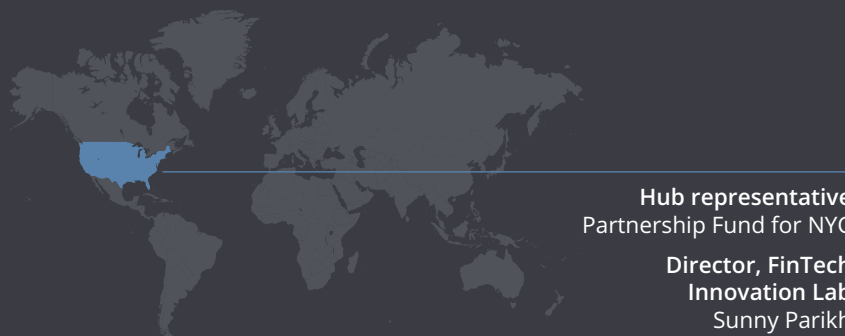 Hub representative
Partnership Fund for NYC
Director, FinTech
Innovation Lab
Sunny Parikh